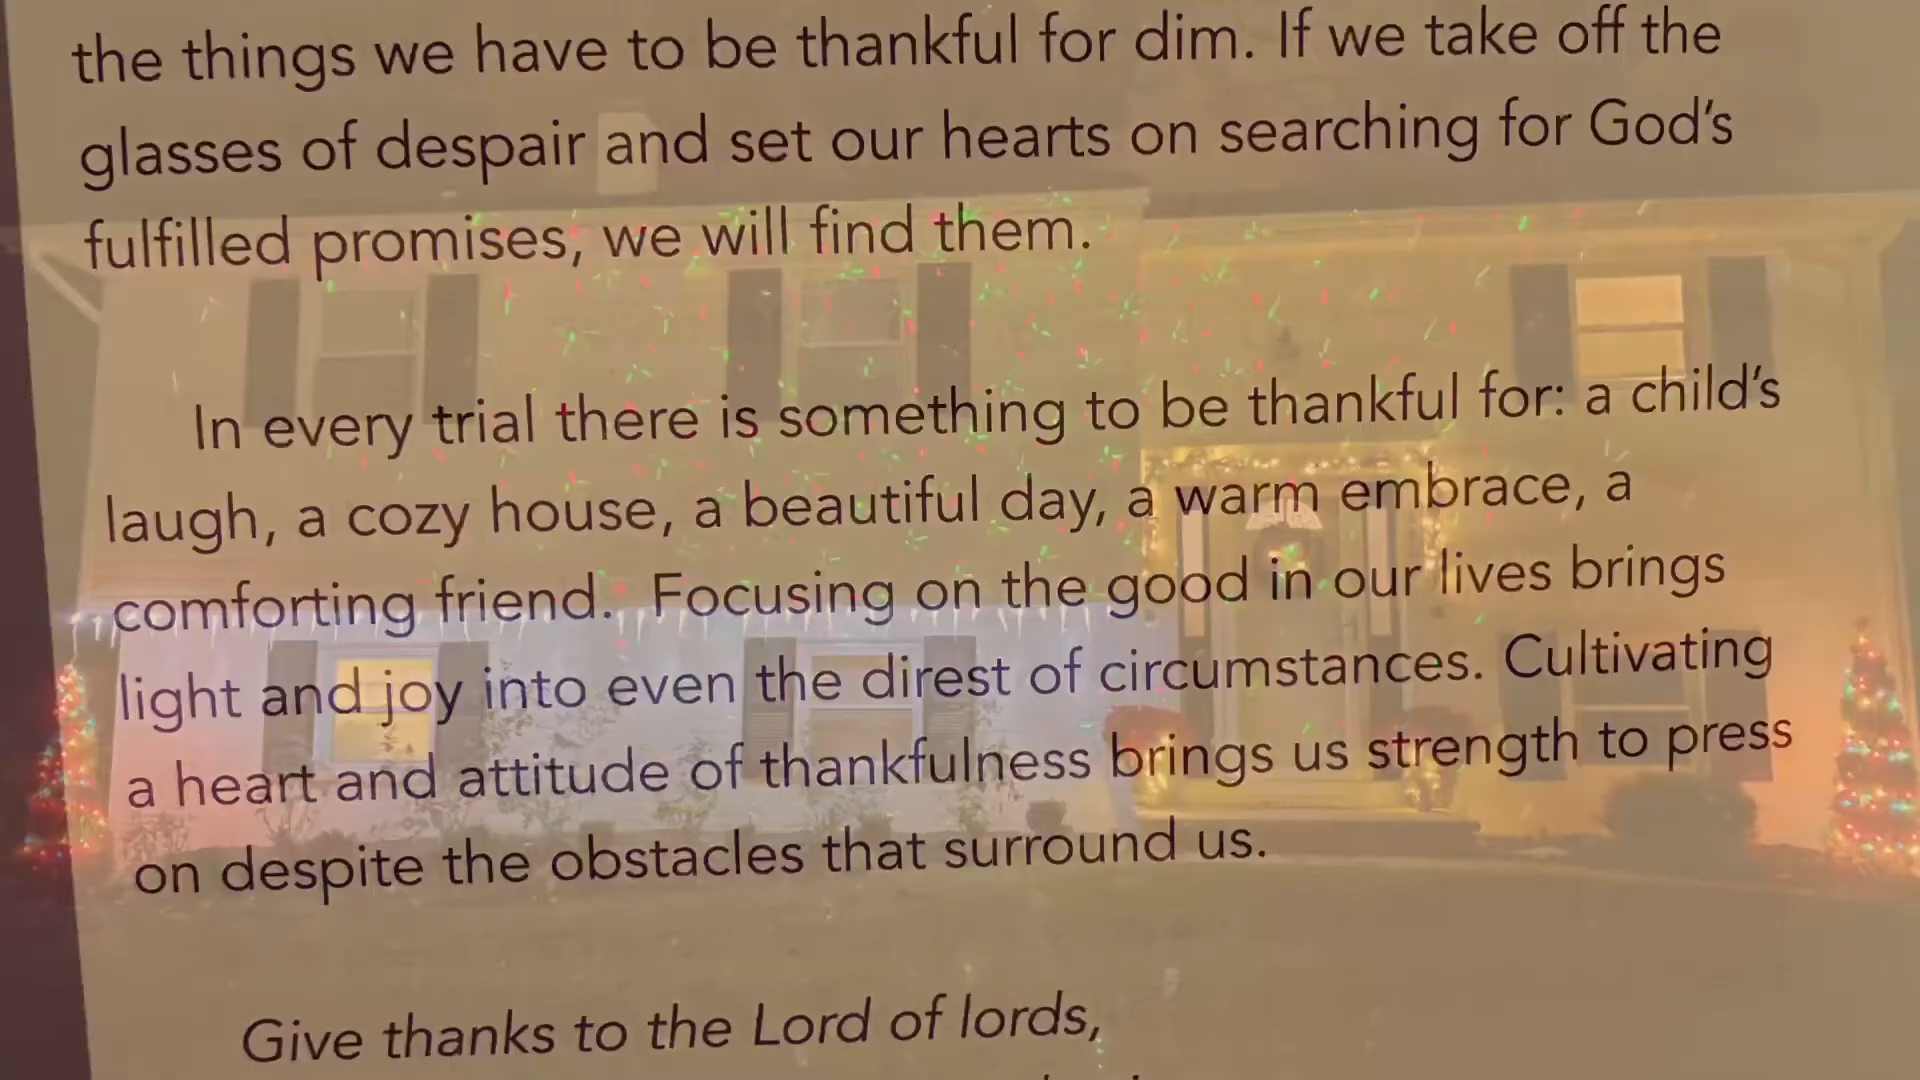 the things we have to be thankful for dim. If we take off the
glasses of despair and set our hearts on searching for God's
fulfilled promises, we will find them.
In every trial there is something to be thankful for: a child's
laugh, a cozy house, a beautiful day, a warm embrace, a
comforting friend. Focusing on the good in our lives brings
light and joy into even the direst of circumstances. Cultivating
a heart and attitude of thankfulness brings us strength to press
on despite the obstacles that surround us.
Give thanks to the Lord of lords,